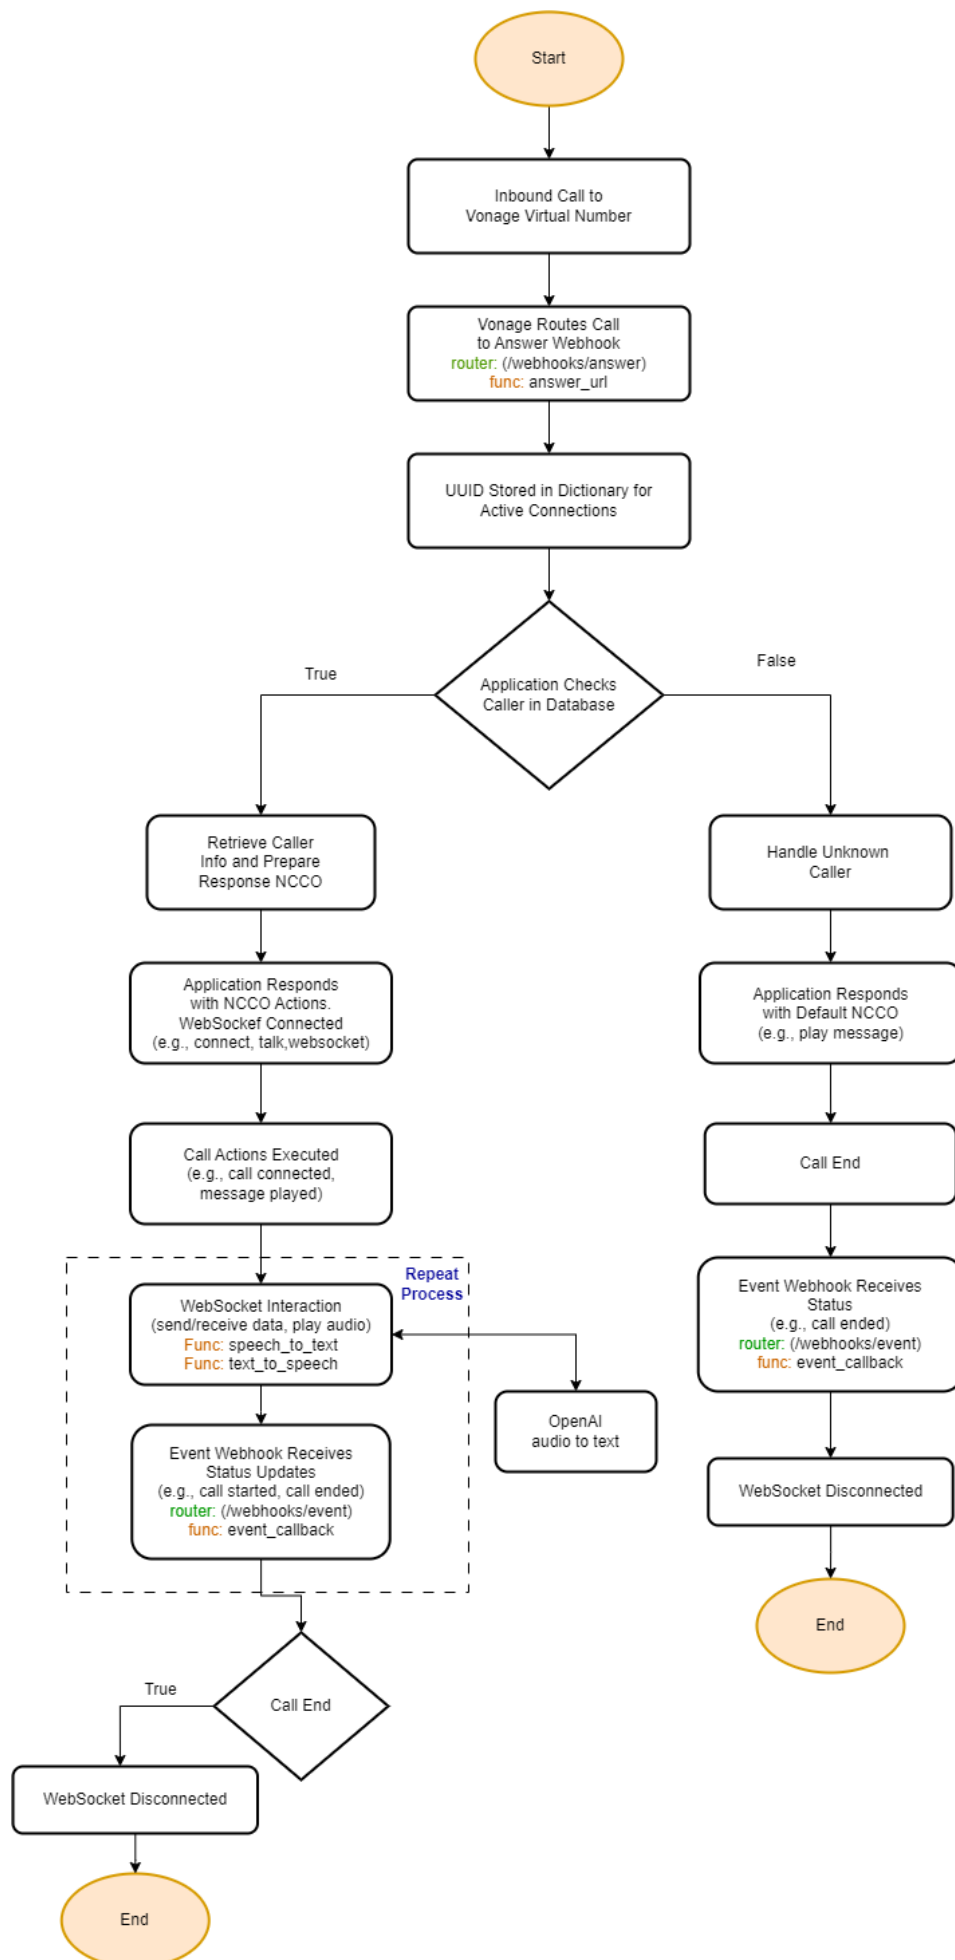 Start
Inbound Call to
Vonage Virtual Number
Vonage Routes Call
to Answer Webhook
router: (/webhooks/answer)
func: answer_url
UUID Stored in Dictionary for
Active Connections
Application Checks
Caller in Database
True
False
Retrieve Caller
Info and Prepare
Response NCCO
Application Responds
with NCCO Actions.
WebSockef Connected
(e.g., connect, talk,websocket)
Call Actions Executed
(e.g., call connected,
message played)
Repeat
Process
WebSocket Interaction
(send/receive data, play audio)
Func: speech_to_text
Func: text_to_speech
OpenAI
audio to text
Event Webhook Receives
Status Updates
(e.g., call started, call ended)
router: (/webhooks/event)
func: event_callback
Call End
True
WebSocket Disconnected
End
Handle Unknown
Caller
Application Responds
with Default NCCO
(e.g., play message)
Call End
Event Webhook Receives
Status
(e.g., call ended)
router: (/webhooks/event)
func: event_callback
WebSocket Disconnected
End